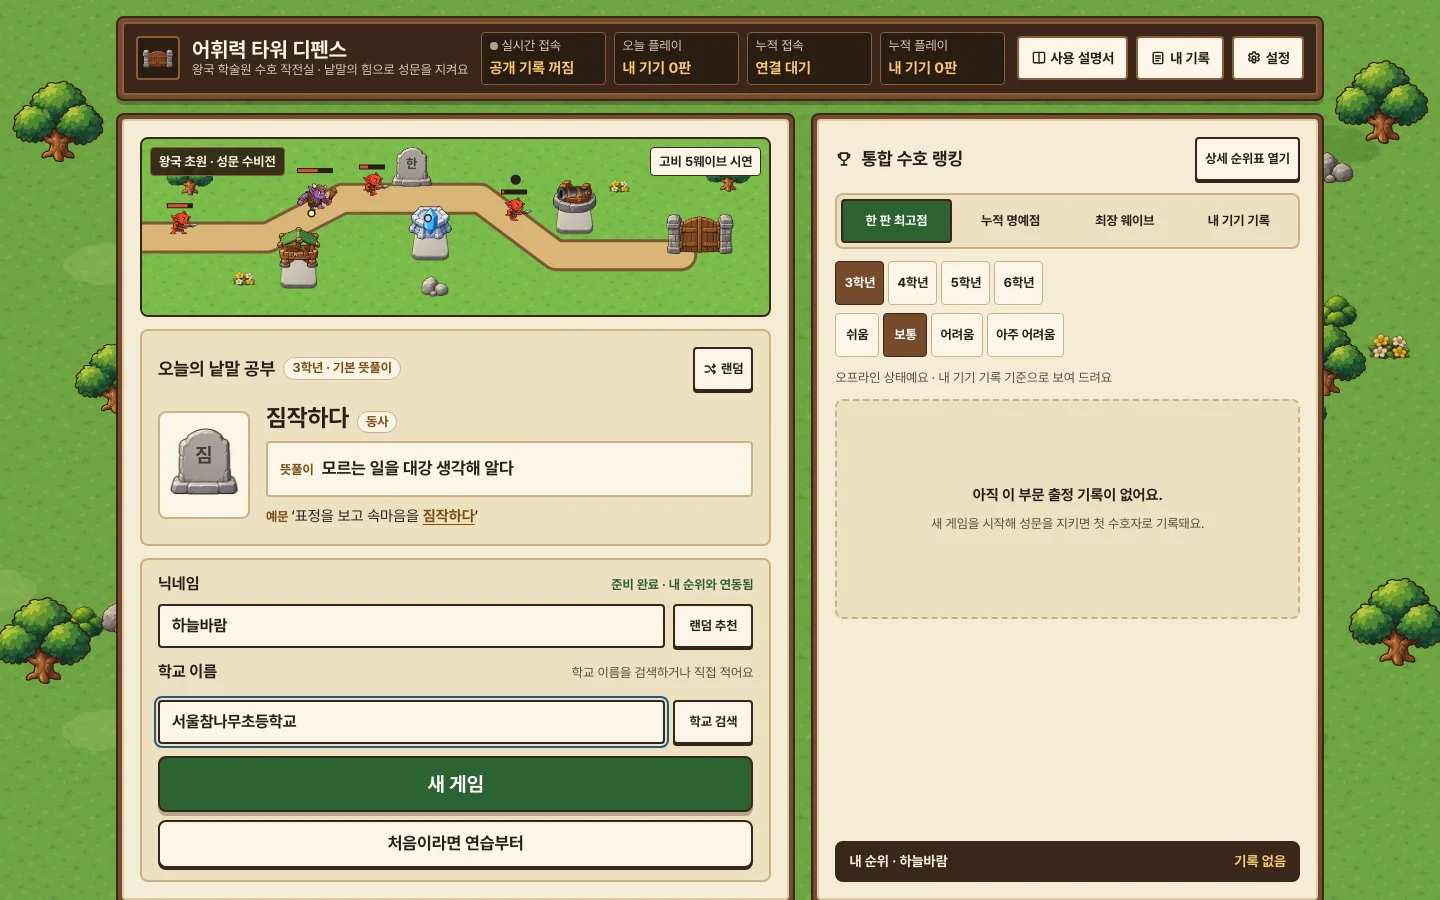 어휘력 타워 디펜스
왕국 학술원 수호 작전실 · 낱말의 힘으로 성문을 지켜요
실시간 접속
공개 기록 꺼짐
오늘 플레이
내 기기 0판
누적 접속
연결 대기
누적 플레이
내 기기 0판
사용 설명서
내 기록
설정
왕국 초원 · 성문 수비전
한
고비 5웨이브 시연
오늘의 낱말 공부
3학년 · 기본 뜻풀이
랜덤
짐
짐작하다
동사
뜻풀이 모르는 일을 대강 생각해 알다
예문 '표정을 보고 속마음을 짐작하다'
닉네임
준비 완료 · 내 순위와 연동됨
하늘바람
랜덤 추천
학교 이름
학교 이름을 검색하거나 직접 적어요
서울참나무초등학교
학교 검색
새 게임
처음이라면 연습부터
통합 수호 랭킹
상세 순위표 열기
한 판 최고점
누적 명예점
최장 웨이브
내 기기 기록
3학년
4학년
5학년
6학년
쉬움
보통
어려움
아주 어려움
오프라인 상태예요 · 내 기기 기록 기준으로 보여 드려요
아직 이 부문 출정 기록이 없어요.
새 게임을 시작해 성문을 지키면 첫 수호자로 기록돼요.
내 순위 · 하늘바람
기록 없음